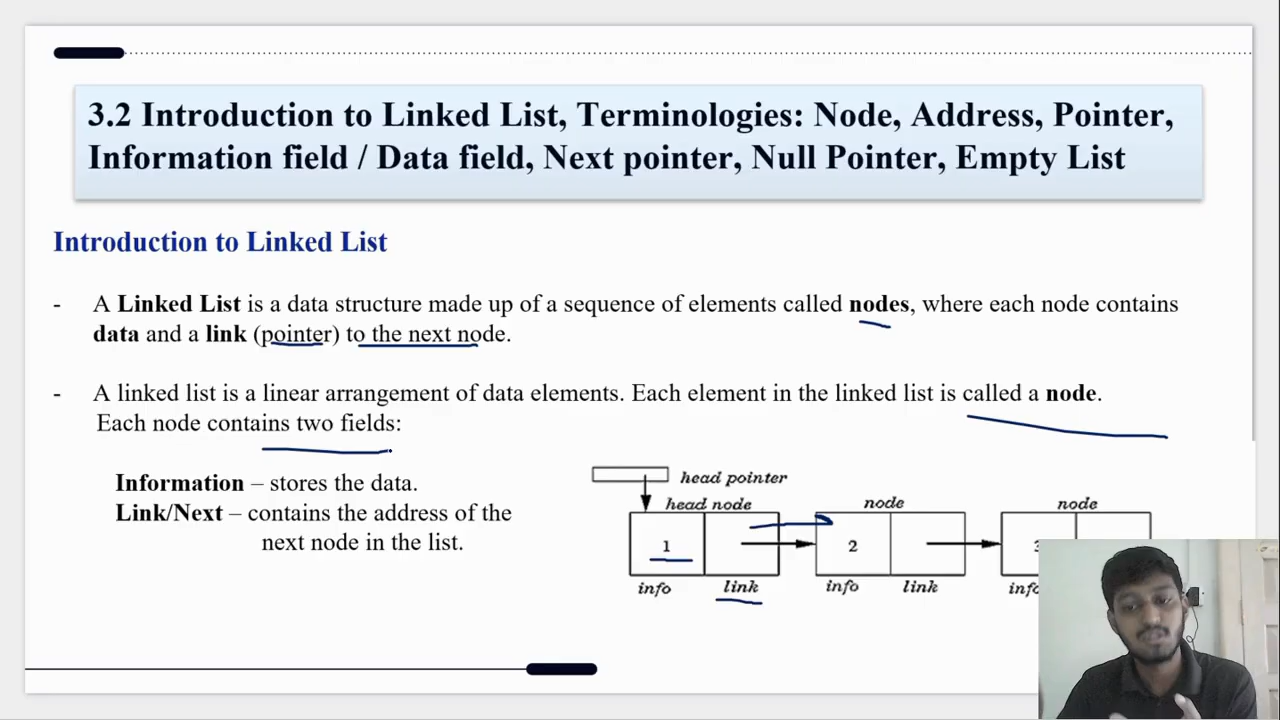 3.2 Introduction to Linked List, Terminologies: Node, Address, Pointer,
Information field / Data field, Next pointer, Null Pointer, Empty List
Introduction to Linked List
- A Linked List is a data structure made up of a sequence of elements called nodes, where each node contains
data and a link (pointer) to the next node.
- A linked list is a linear arrangement of data elements. Each element in the linked list is called a node.
Each node contains two fields:
Information – stores the data.
Link/Next – contains the address of the
next node in the list.
head pointer
head node
node
node
1
2
info
link
info
link